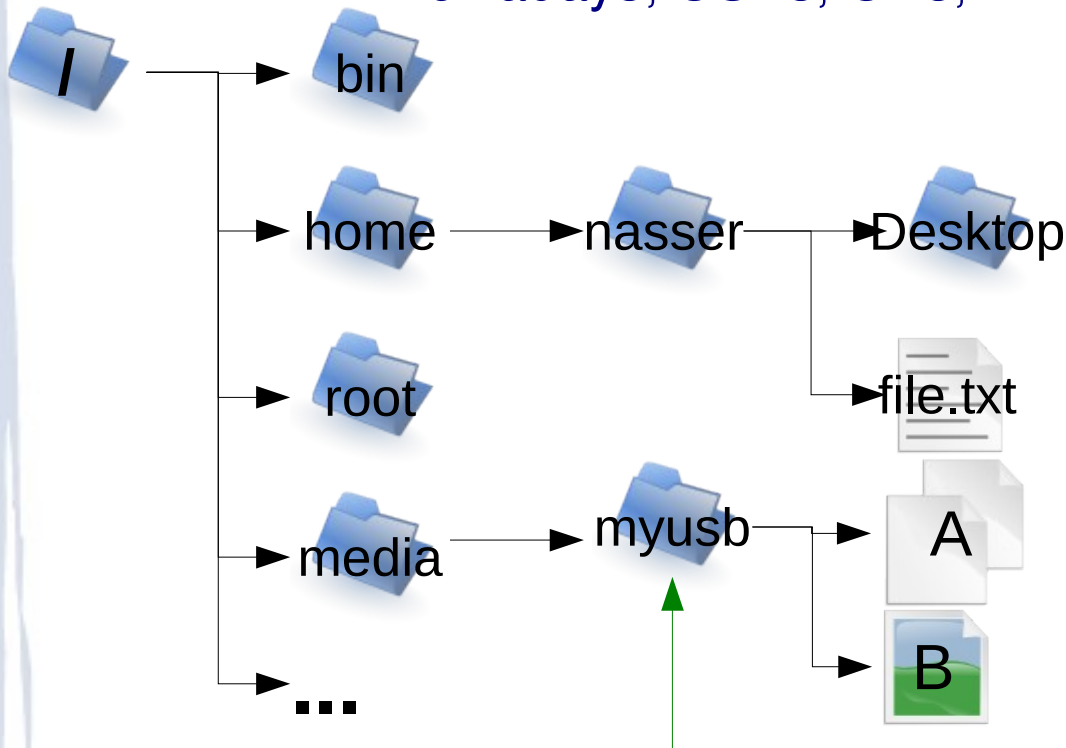 /
bin
home
nasser
Desktop
root
file.txt
media
myusb
A
B
...